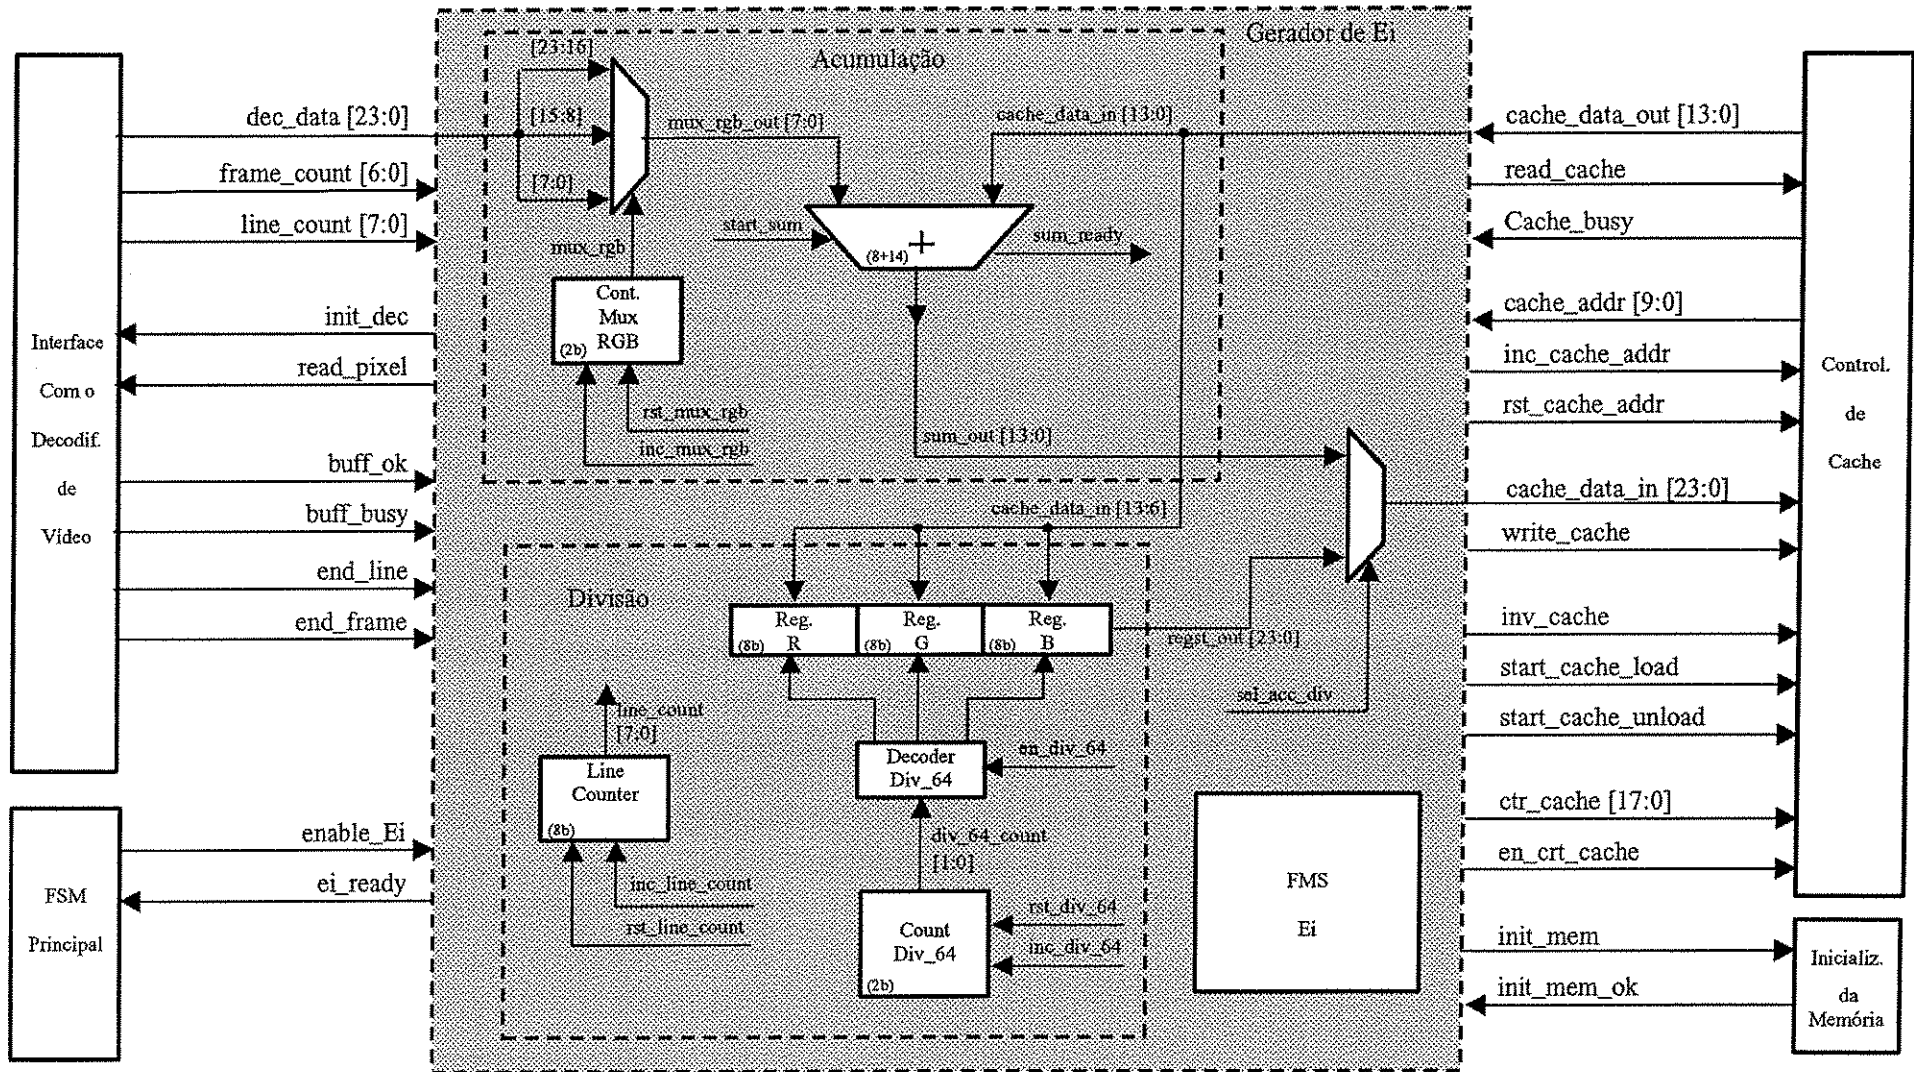 Gerador de Ei
Acumulação
[23:16]
[15:8]
[7:0]
mux_rgb_out [7:0]
cache_data_in [13:0]
start_sum
+
(8+14)
sum_ready
mux_rgb
Cont.
Mux
RGB
(2b)
rst_mux_rgb
inc_mux_rgb
sum_out [13:0]
cache_data_in [13:6]
Divisão
Reg.
R
(8b)
Reg.
G
(8b)
Reg.
B
(8b)
regst_out [23:0]
sel_acc_div
line_count
[7:0]
Line
Counter
(8b)
inc_line_count
rst_line_count
Decoder
Div_64
en_div_64
div_64_count
[1:0]
Count
Div_64
(2b)
rst_div_64
inc_div_64
FMS
Ei
Interface
Com o
Decodif.
de
Vídeo
dec_data [23:0]
frame_count [6:0]
line_count [7:0]
init_dec
read_pixel
buff_ok
buff_busy
end_line
end_frame
FSM
Principal
enable_Ei
ei_ready
cache_data_out [13:0]
read_cache
Cache_busy
cache_addr [9:0]
inc_cache_addr
rst_cache_addr
cache_data_in [23:0]
write_cache
inv_cache
start_cache_load
start_cache_unload
ctr_cache [17:0]
en_crt_cache
Control.
de
Cache
init_mem
init_mem_ok
Inicializ.
da
Memória